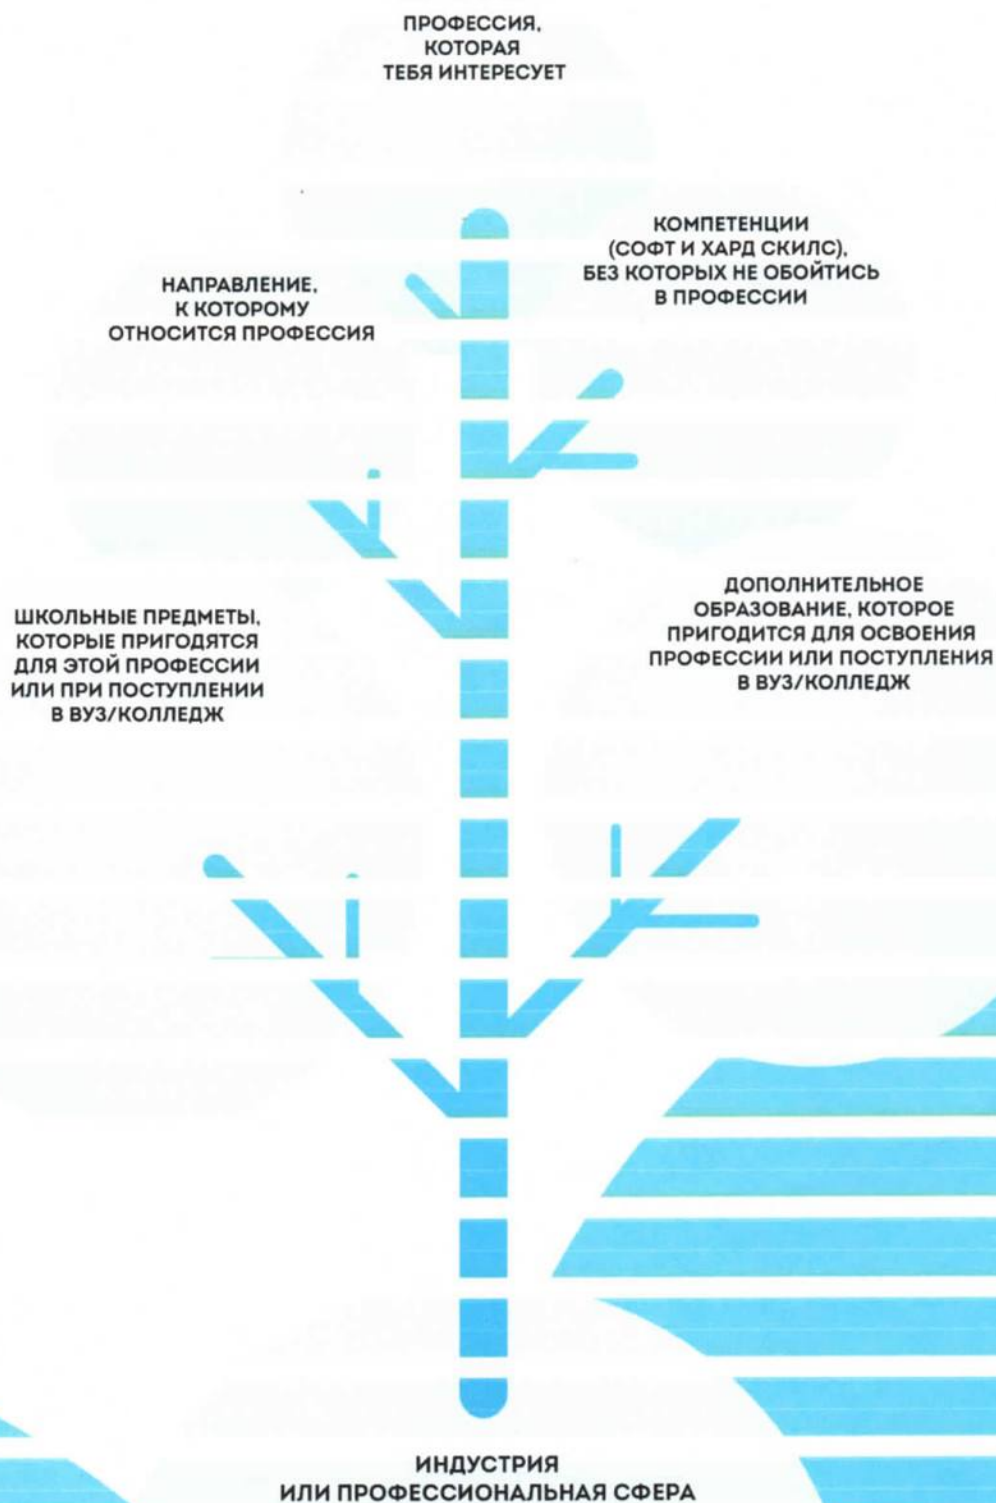 ПРОФЕССИЯ,
КОТОРАЯ
ТЕБЯ ИНТЕРЕСУЕТ
КОМПЕТЕНЦИИ
(СОФТ И ХАРД СКИЛС),
БЕЗ КОТОРЫХ НЕ ОБОЙТИСЬ
В ПРОФЕССИИ
НАПРАВЛЕНИЕ,
К КОТОРОМУ
ОТНОСИТСЯ ПРОФЕССИЯ
ДОПОЛНИТЕЛЬНОЕ
ОБРАЗОВАНИЕ, КОТОРОЕ
ПРИГОДИТСЯ ДЛЯ ОСВОЕНИЯ
ПРОФЕССИИ ИЛИ ПОСТУПЛЕНИЯ
В ВУЗ/КОЛЛЕДЖ
ШКОЛЬНЫЕ ПРЕДМЕТЫ,
КОТОРЫЕ ПРИГОДЯТСЯ
ДЛЯ ЭТОЙ ПРОФЕССИИ
ИЛИ ПРИ ПОСТУПЛЕНИИ
В ВУЗ/КОЛЛЕДЖ
ИНДУСТРИЯ
ИЛИ ПРОФЕССИОНАЛЬНАЯ СФЕРА